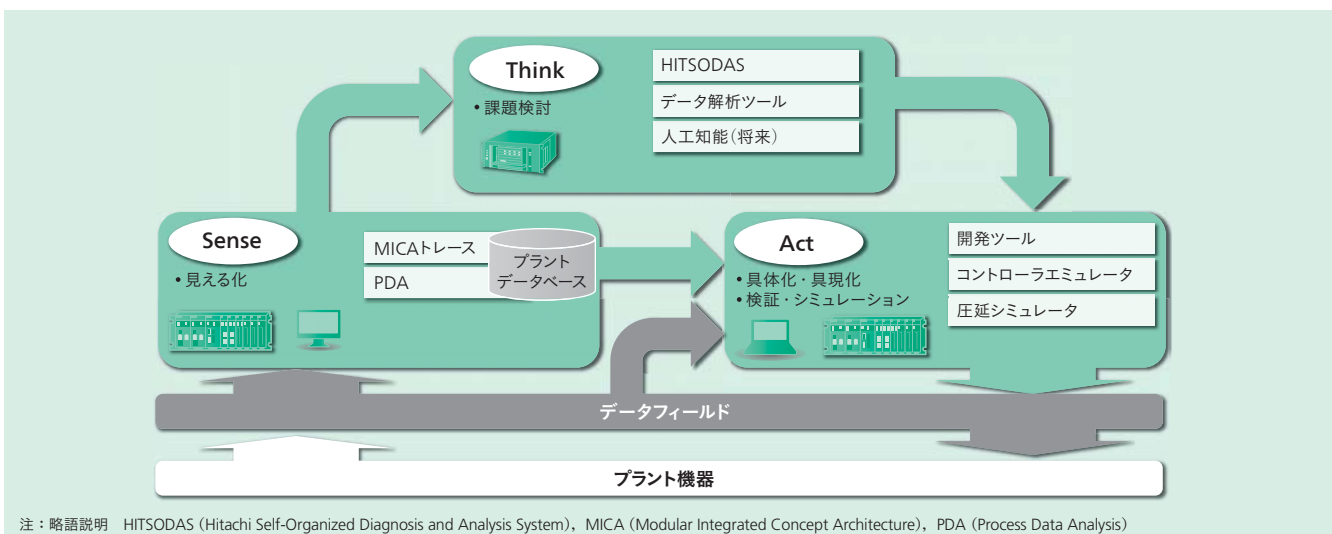 Think
• 課題検討
HITSODAS
データ解析ツール
人工知能（将来）
Sense
• 見える化
MICAトレース
PDA
プラント
データベース
Act
• 具体化・具現化
• 検証・シミュレーション
開発ツール
コントローラエミュレータ
圧延シミュレータ
データフィールド
プラント機器
注：略語説明　HITSODAS（Hitachi Self-Organized Diagnosis and Analysis System），MICA（Modular Integrated Concept Architecture），PDA（Process Data Analysis）